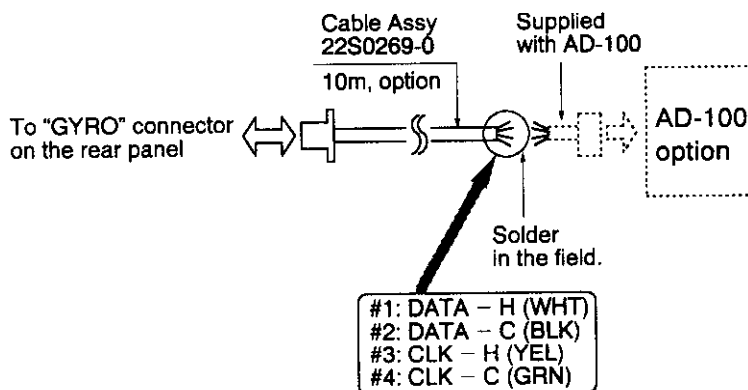 Cable Assy
22S0269-0
10m, option
Supplied
with AD-100
To "GYRO" connector
on the rear panel
AD-100
option
Solder
in the field.
#1: DATA – H (WHT)
#2: DATA – C (BLK)
#3: CLK – H (YEL)
#4: CLK – C (GRN)